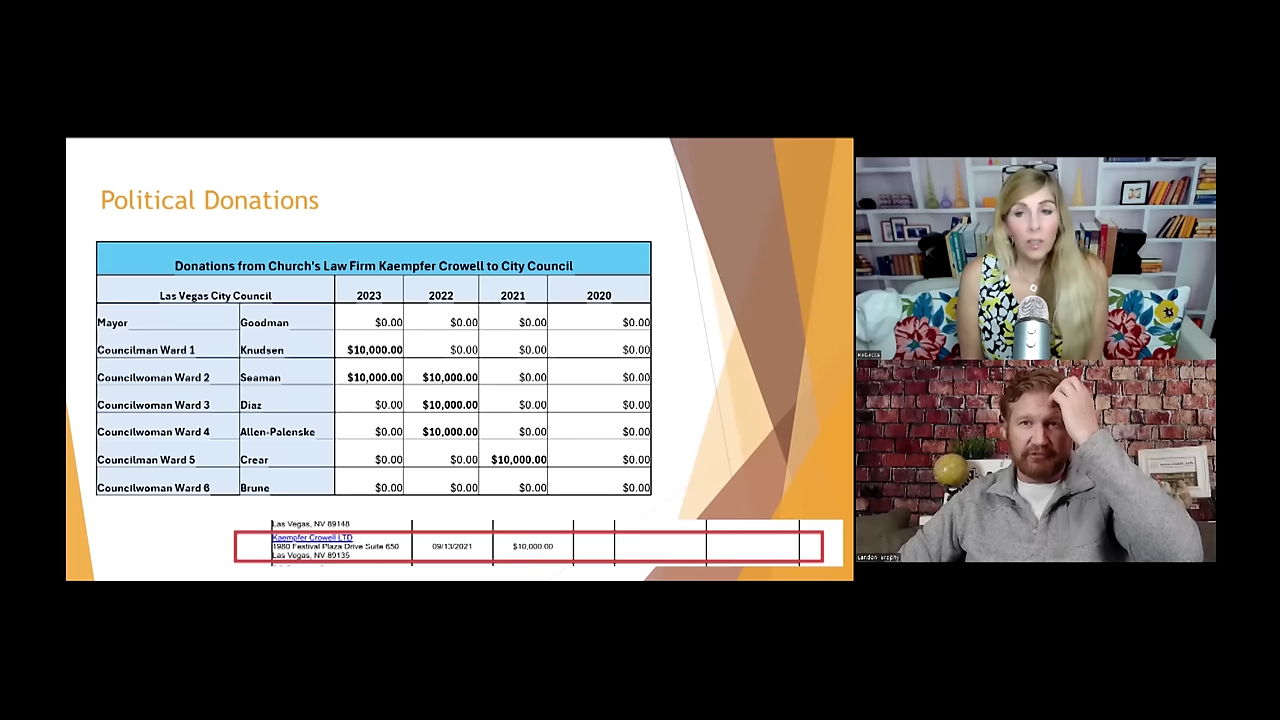 Political Donations
Donations from Church's Law Firm Kaempfer Crowell to City Council
Las Vegas City Council 2023 2022 2021 2020
Mayor Goodman $0.00 $0.00 $0.00 $0.00
Councilman Ward 1 Knudsen $10,000.00 $0.00 $0.00 $0.00
Councilwoman Ward 2 Seaman $10,000.00 $10,000.00 $0.00 $0.00
Councilwoman Ward 3 Diaz $0.00 $10,000.00 $0.00 $0.00
Councilwoman Ward 4 Allen-Palenske $0.00 $10,000.00 $0.00 $0.00
Councilman Ward 5 Crear $0.00 $0.00 $10,000.00 $0.00
Councilwoman Ward 6 Brune $0.00 $0.00 $0.00 $0.00
Las Vegas, NV 89148
Kaempfer Crowell LTD
1980 Festival Plaza Drive Suite 650 09/13/2021 $10,000.00
Las Vegas, NV 89135
Rebecca
Landon